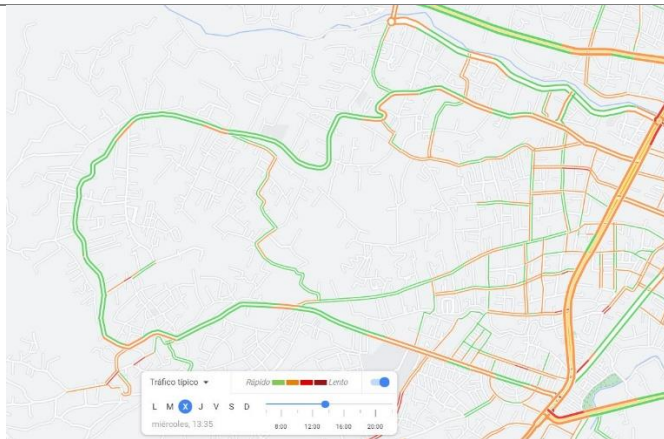 Tráfico típico Rápido Lento
L M X J V S D
miércoles, 13:35 8:00 12:00 16:00 20:00